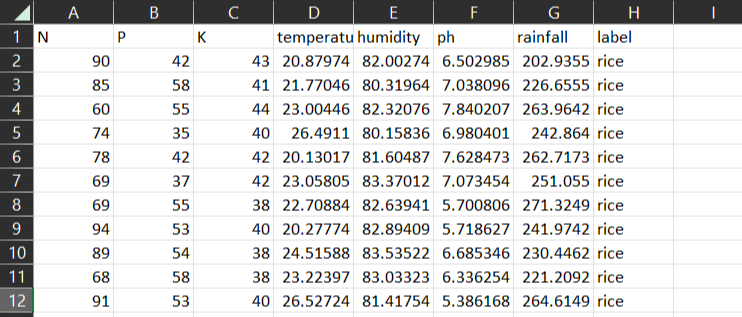 A B C D E F G H I
1 N P K temperatu humidity ph rainfall label
2 90 42 43 20.87974 82.00274 6.502985 202.9355 rice
3 85 58 41 21.77046 80.31964 7.038096 226.6555 rice
4 60 55 44 23.00446 82.32076 7.840207 263.9642 rice
5 74 35 40 26.4911 80.15836 6.980401 242.864 rice
6 78 42 42 20.13017 81.60487 7.628473 262.7173 rice
7 69 37 42 23.05805 83.37012 7.073454 251.055 rice
8 69 55 38 22.70884 82.63941 5.700806 271.3249 rice
9 94 53 40 20.27774 82.89409 5.718627 241.9742 rice
10 89 54 38 24.51588 83.53522 6.685346 230.4462 rice
11 68 58 38 23.22397 83.03323 6.336254 221.2092 rice
12 91 53 40 26.52724 81.41754 5.386168 264.6149 rice